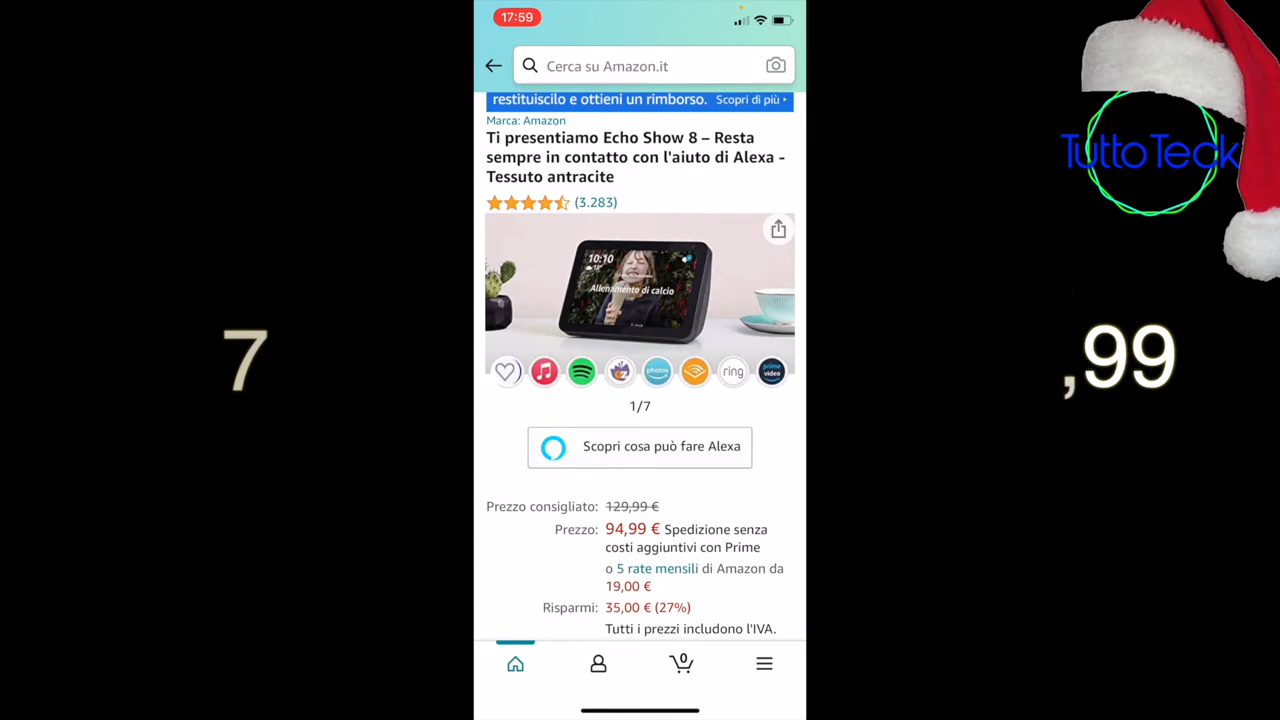 17:59
Cerca su Amazon.it
restituiscilo e ottieni un rimborso. Scopri di più
Marca: Amazon
Ti presentiamo Echo Show 8 – Resta
sempre in contatto con l'aiuto di Alexa -
Tessuto antracite
(3.283)
10:10
Allenamento di calcio
photos
ring
prime
video
1/7
Scopri cosa può fare Alexa
Prezzo consigliato: 129,99 €
Prezzo: 94,99 € Spedizione senza
costi aggiuntivi con Prime
o 5 rate mensili di Amazon da
19,00 €
Risparmi: 35,00 € (27%)
Tutti i prezzi includono l'IVA.
0
7
,99
TuttoTeck